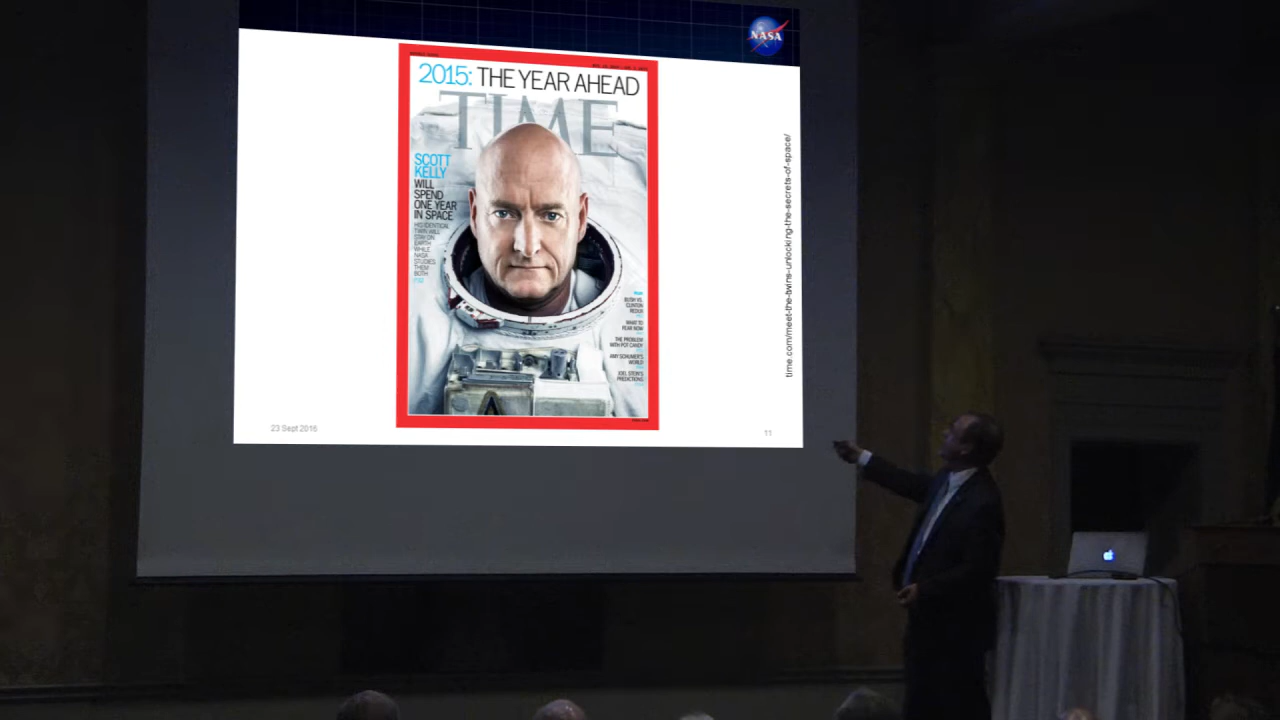 NASA
2015: THE YEAR AHEAD
TIME
SCOTT
KELLY
WILL
SPEND
ONE YEAR
IN SPACE
HIS IDENTICAL
TWIN WILL
STAY ON
EARTH
WHILE
NASA
STUDIES
THEM
BOTH
BUSH VS.
CLINTON
REDUX
WHAT TO
FEAR NOW
THE PROBLEM
WITH POT CANDY
AMY SCHUMER'S
WORLD
JOEL STEIN'S
PREDICTIONS
time.com/meet-the-twins-unlocking-the-secrets-of-space/
23 Sept 2016
11